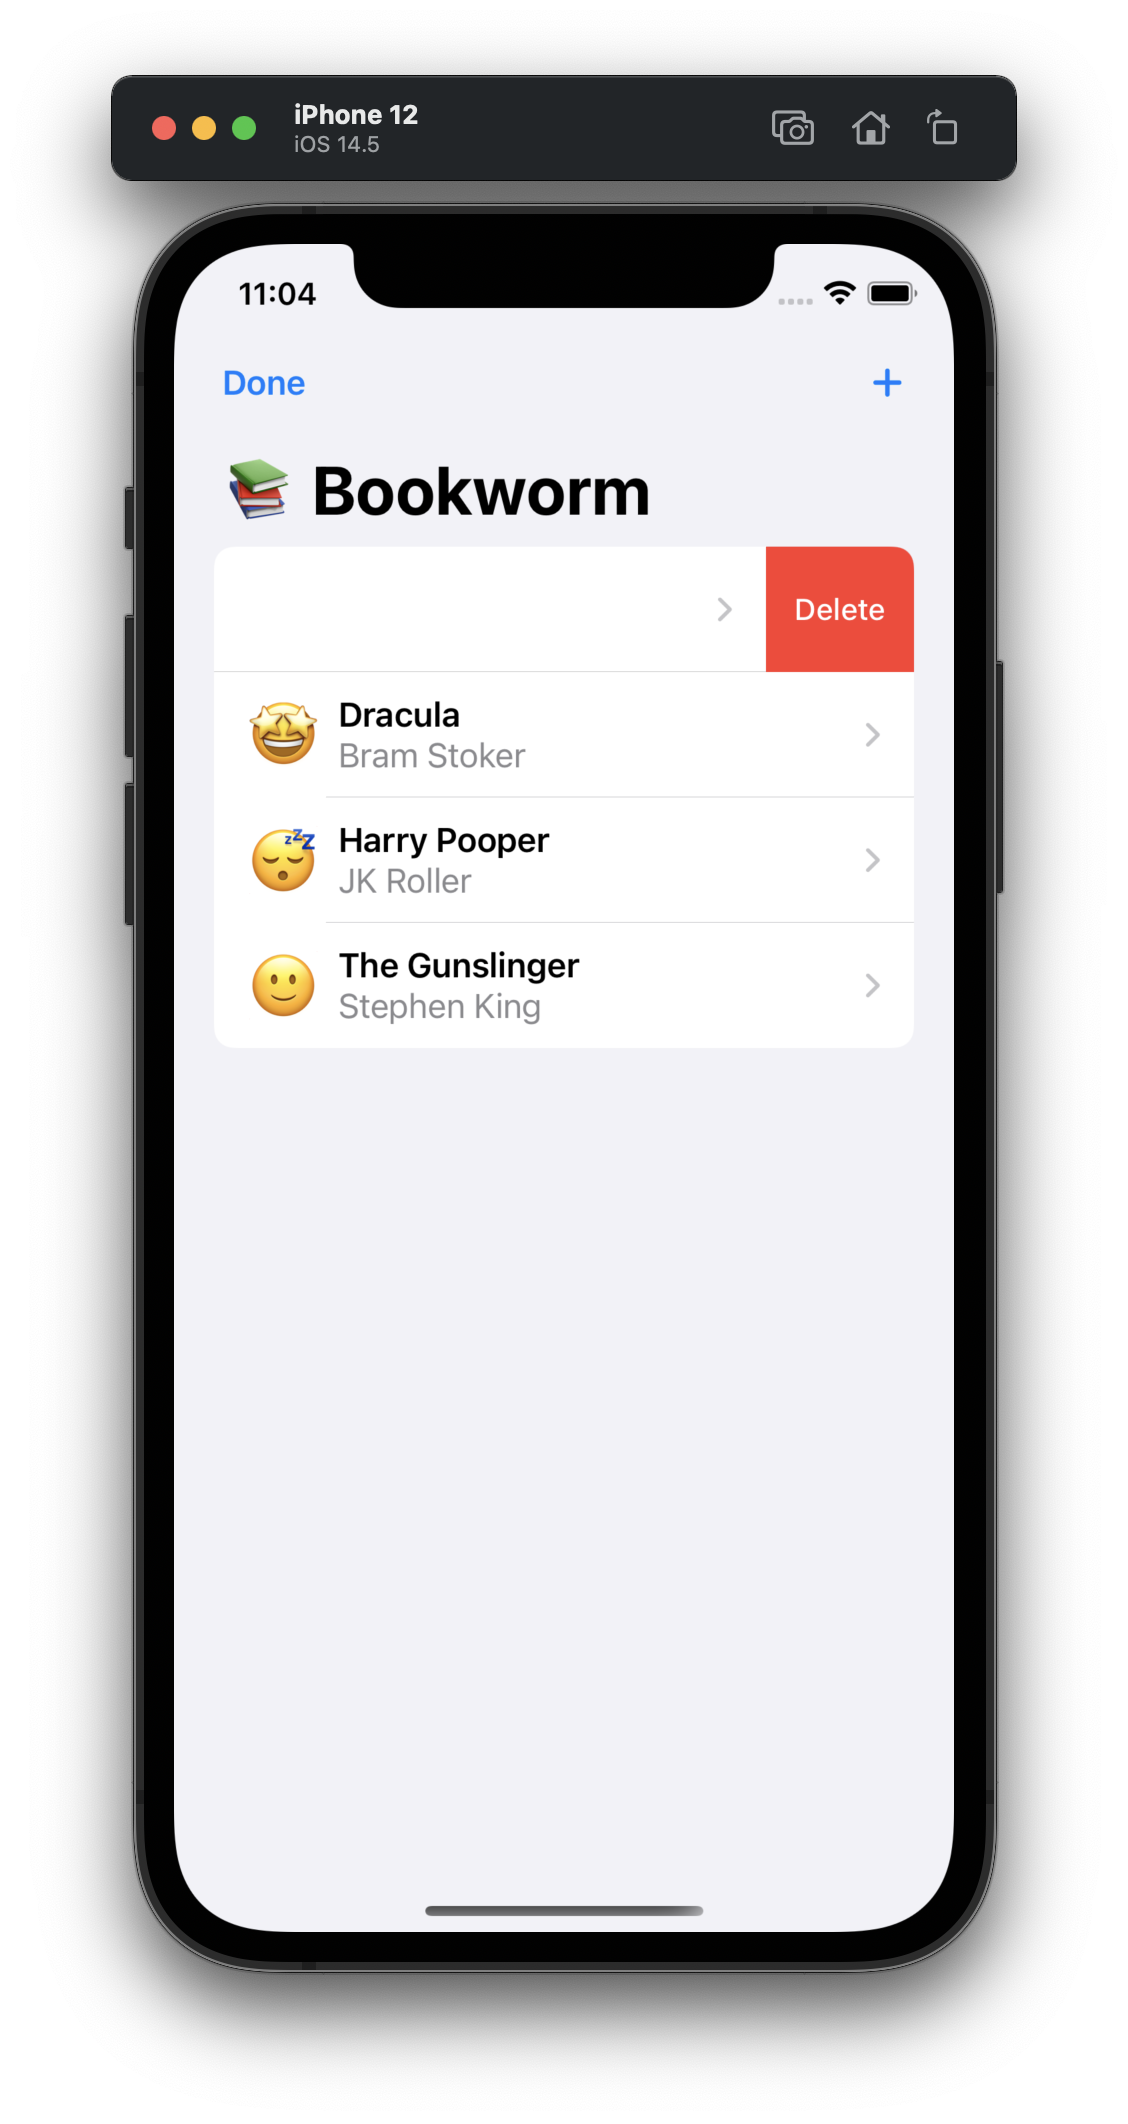 iPhone 12
iOS 14.5
11:04
Done
+
📚 Bookworm
Delete
Dracula
Bram Stoker
Harry Pooper
JK Roller
The Gunslinger
Stephen King